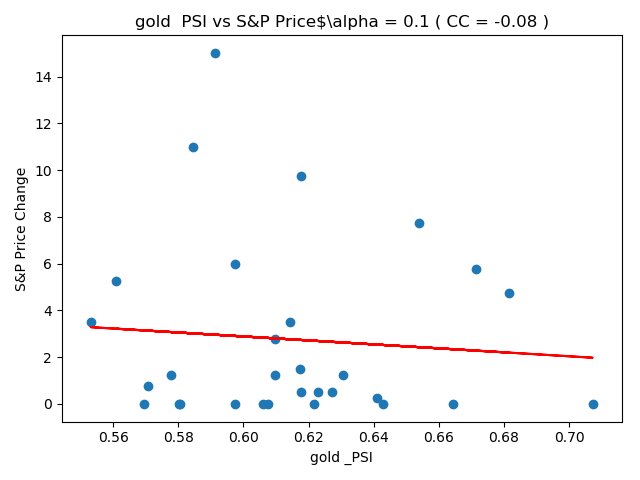 gold  PSI vs S&P Price$\alpha = 0.1 ( CC = -0.08 )
14
12
10
8
6
4
2
0
S&P Price Change
0.56 0.58 0.60 0.62 0.64 0.66 0.68 0.70
gold _PSI